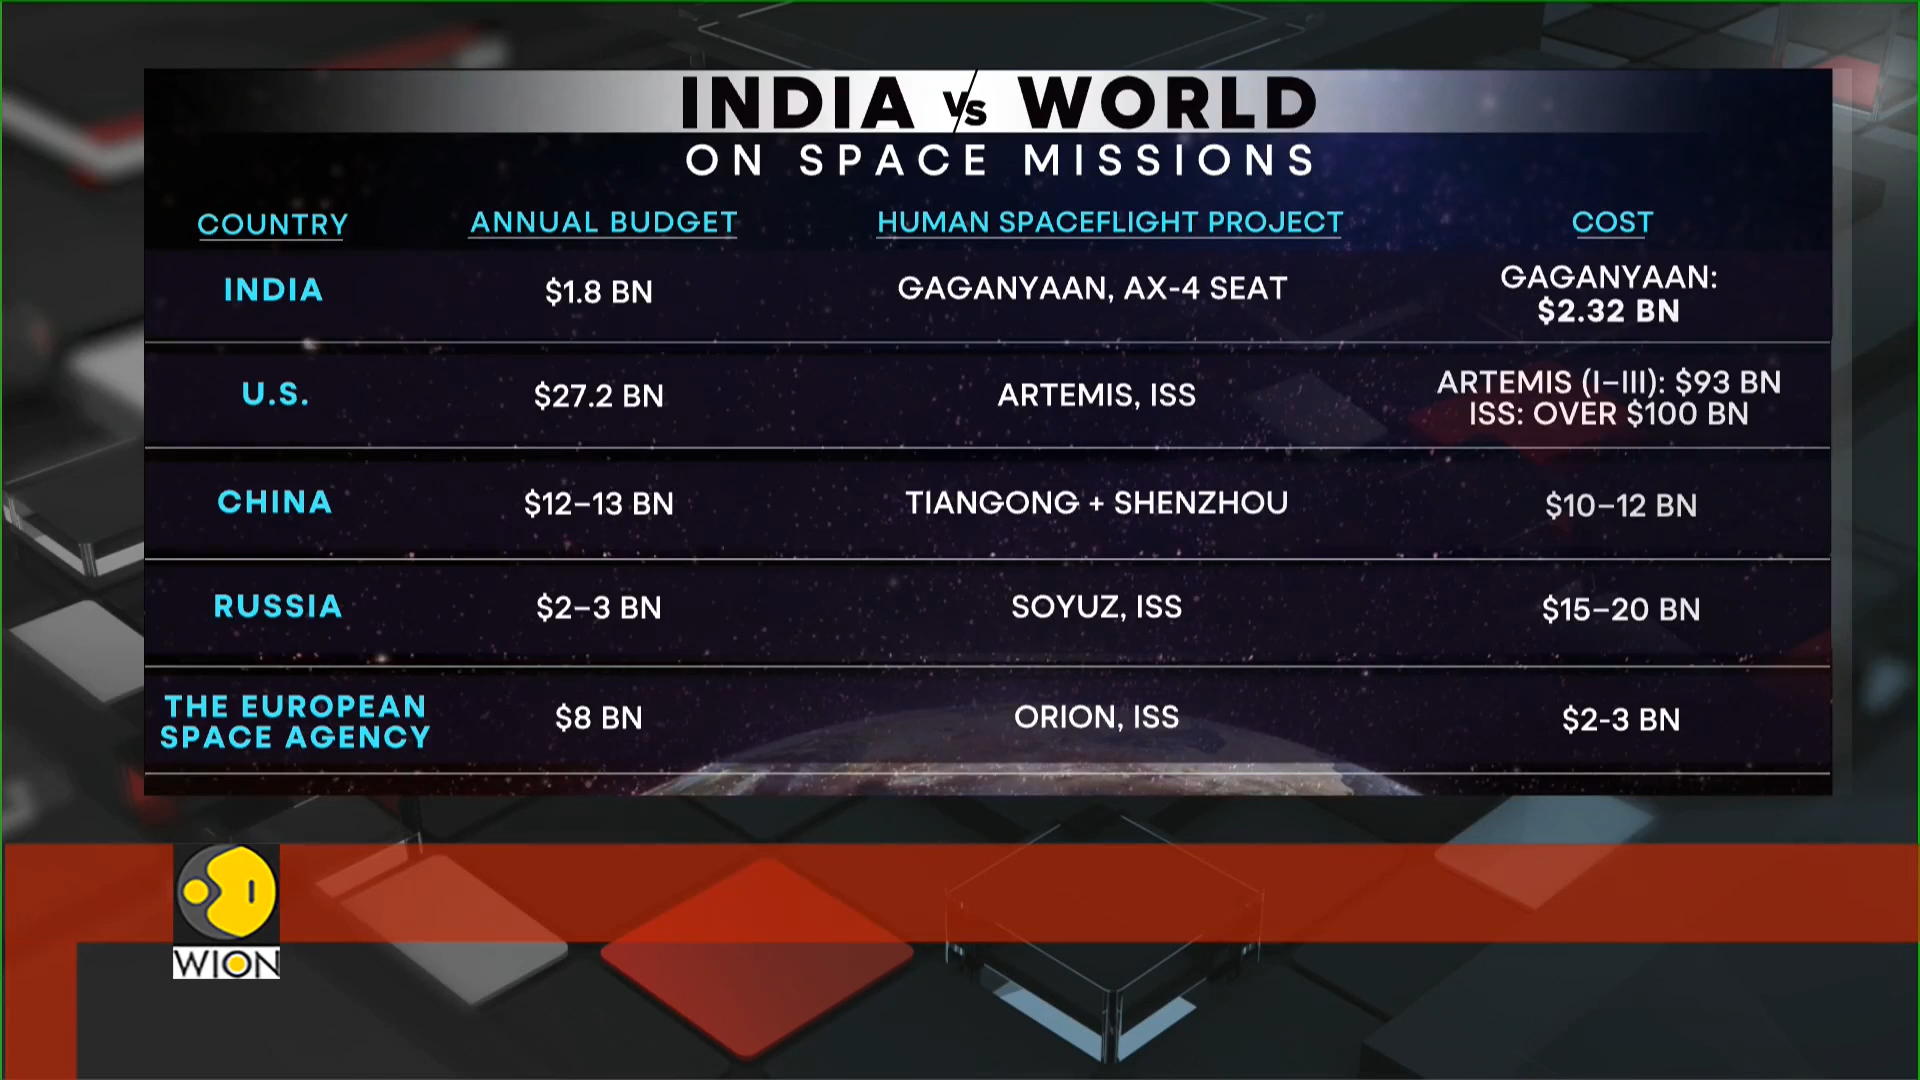 INDIA Vs WORLD
ON SPACE MISSIONS
COUNTRY ANNUAL BUDGET HUMAN SPACEFLIGHT PROJECT COST
INDIA $1.8 BN GAGANYAAN, AX-4 SEAT GAGANYAAN:
$2.32 BN
U.S. $27.2 BN ARTEMIS, ISS ARTEMIS (I–III): $93 BN
ISS: OVER $100 BN
CHINA $12–13 BN TIANGONG + SHENZHOU $10–12 BN
RUSSIA $2–3 BN SOYUZ, ISS $15–20 BN
THE EUROPEAN
SPACE AGENCY $8 BN ORION, ISS $2-3 BN
WION